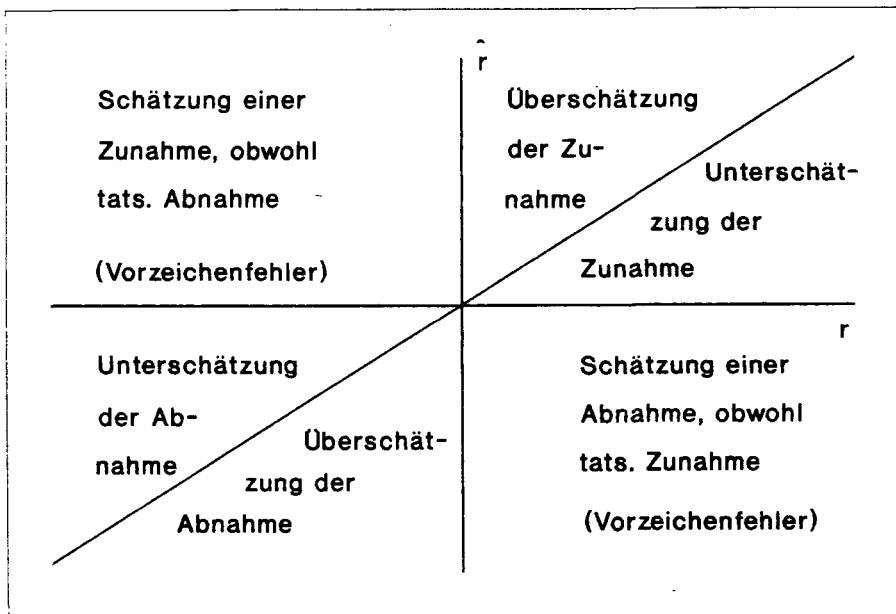 r̂
Schätzung einer
Zunahme, obwohl
tats. Abnahme
(Vorzeichenfehler)
Überschätzung
der Zu-
nahme
Unterschät-
zung der
Zunahme
r
Unterschätzung
der Ab-
nahme
Überschät-
zung der
Abnahme
Schätzung einer
Abnahme, obwohl
tats. Zunahme
(Vorzeichenfehler)